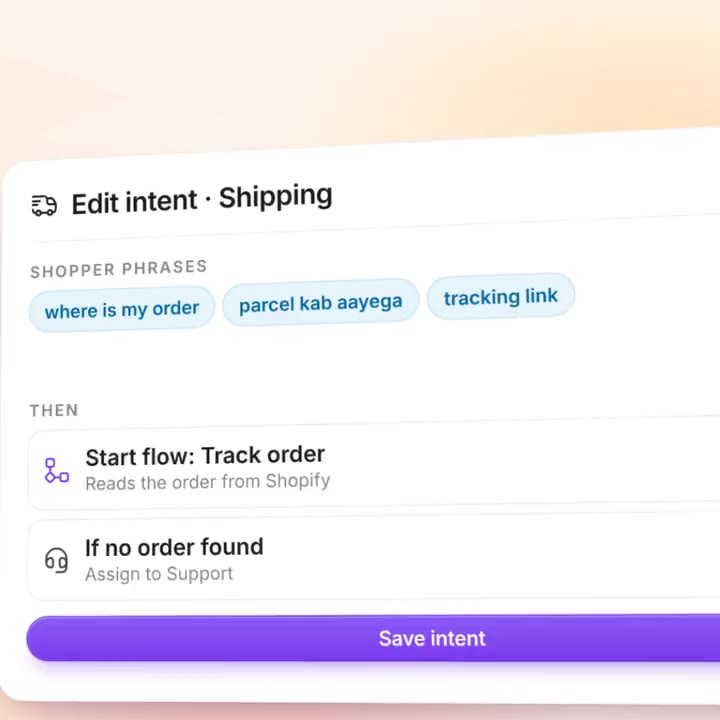 Edit intent · Shipping
SHOPPER PHRASES
where is my order parcel kab aayega tracking link
THEN
Start flow: Track order
Reads the order from Shopify
If no order found
Assign to Support
Save intent